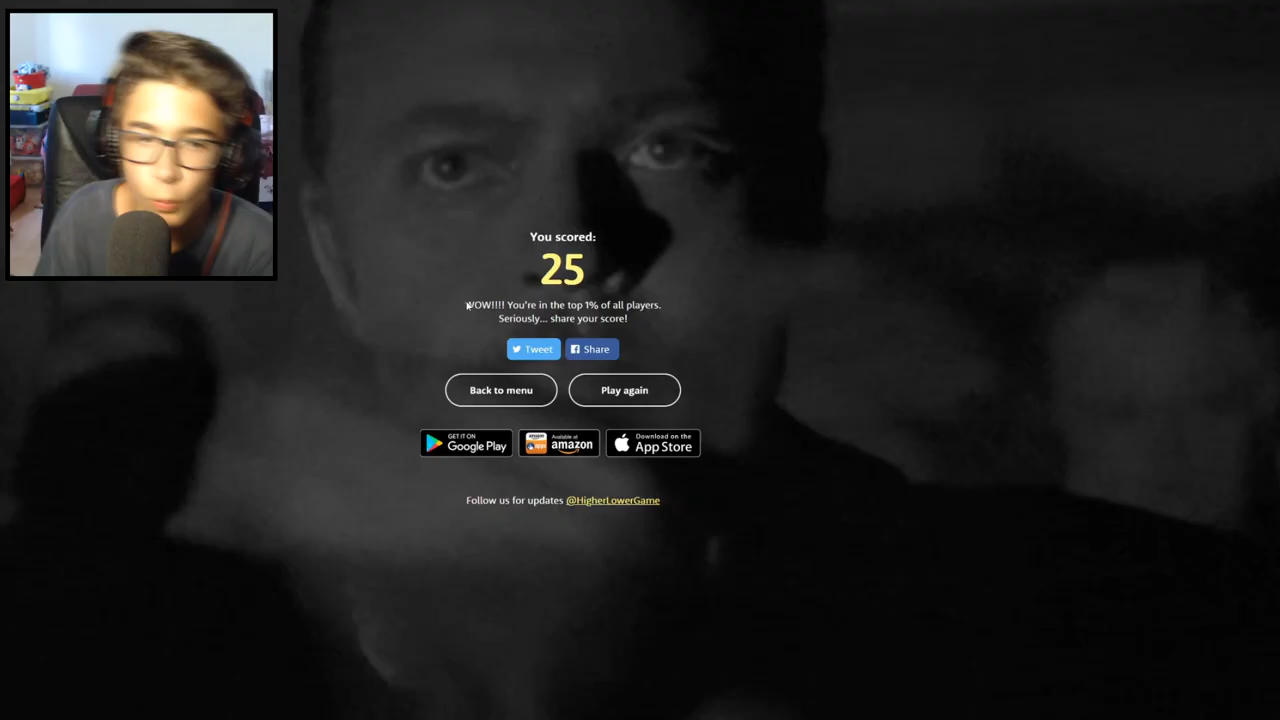 You scored:
25
WOW!!!! You're in the top 1% of all players.
Seriously... share your score!
Tweet
Share
Back to menu
Play again
GET IT ON
Google Play
Available at
amazon
Download on the
App Store
Follow us for updates @HigherLowerGame